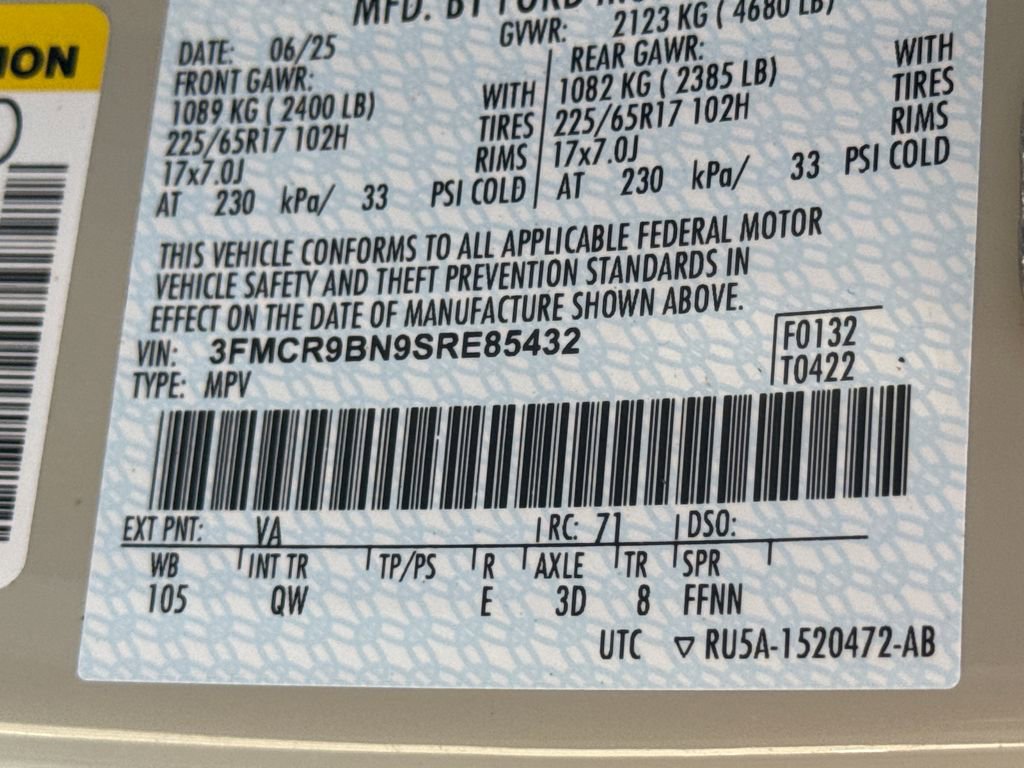 ION
MFD. BY FORD
DATE: 06/25 GVWR: 2123 KG ( 4680 LB)
FRONT GAWR: REAR GAWR: WITH
1089 KG ( 2400 LB) WITH 1082 KG ( 2385 LB) TIRES
225/65R17 102H TIRES 225/65R17 102H RIMS
17x7.0J RIMS 17x7.0J
AT 230 kPa/ 33 PSI COLD AT 230 kPa/ 33 PSI COLD
THIS VEHICLE CONFORMS TO ALL APPLICABLE FEDERAL MOTOR
VEHICLE SAFETY AND THEFT PREVENTION STANDARDS IN
EFFECT ON THE DATE OF MANUFACTURE SHOWN ABOVE.
VIN: 3FMCR9BN9SRE85432 F0132
TYPE: MPV T0422
EXT PNT: VA RC: 71 DSO:
WB INT TR TP/PS R AXLE TR SPR
105 QW E 3D 8 FFNN
UTC ▽ RU5A-1520472-AB